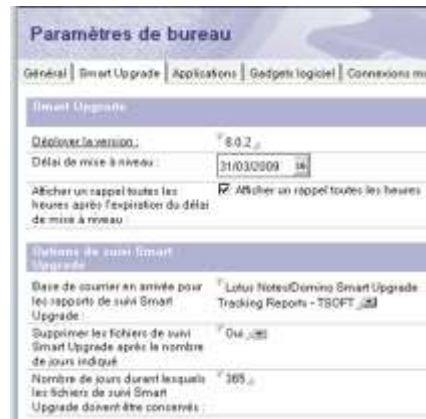 Paramètres de bureau
Général | Smart Upgrade | Applications | Gadgets logiciel | Connexions
Smart Upgrade
Déployer la version : 8.0.2
Délai de mise à niveau : 31/03/2009 16
Afficher un rappel toutes les Afficher un rappel toutes les heures
heures après l'expiration du délai
de mise à niveau :
Options de suivi Smart
Upgrade
Base de courrier en arrivée pour Lotus Notes/Domino Smart Upgrade
les rapports de suivi Smart Tracking Reports - TSOFT
Upgrade :
Supprimer les fichiers de suivi Oui
Smart Upgrade après le nombre
de jours indiqué
Nombre de jours durant lesquels 365
les fichiers de suivi Smart
Upgrade doivent être conservés :